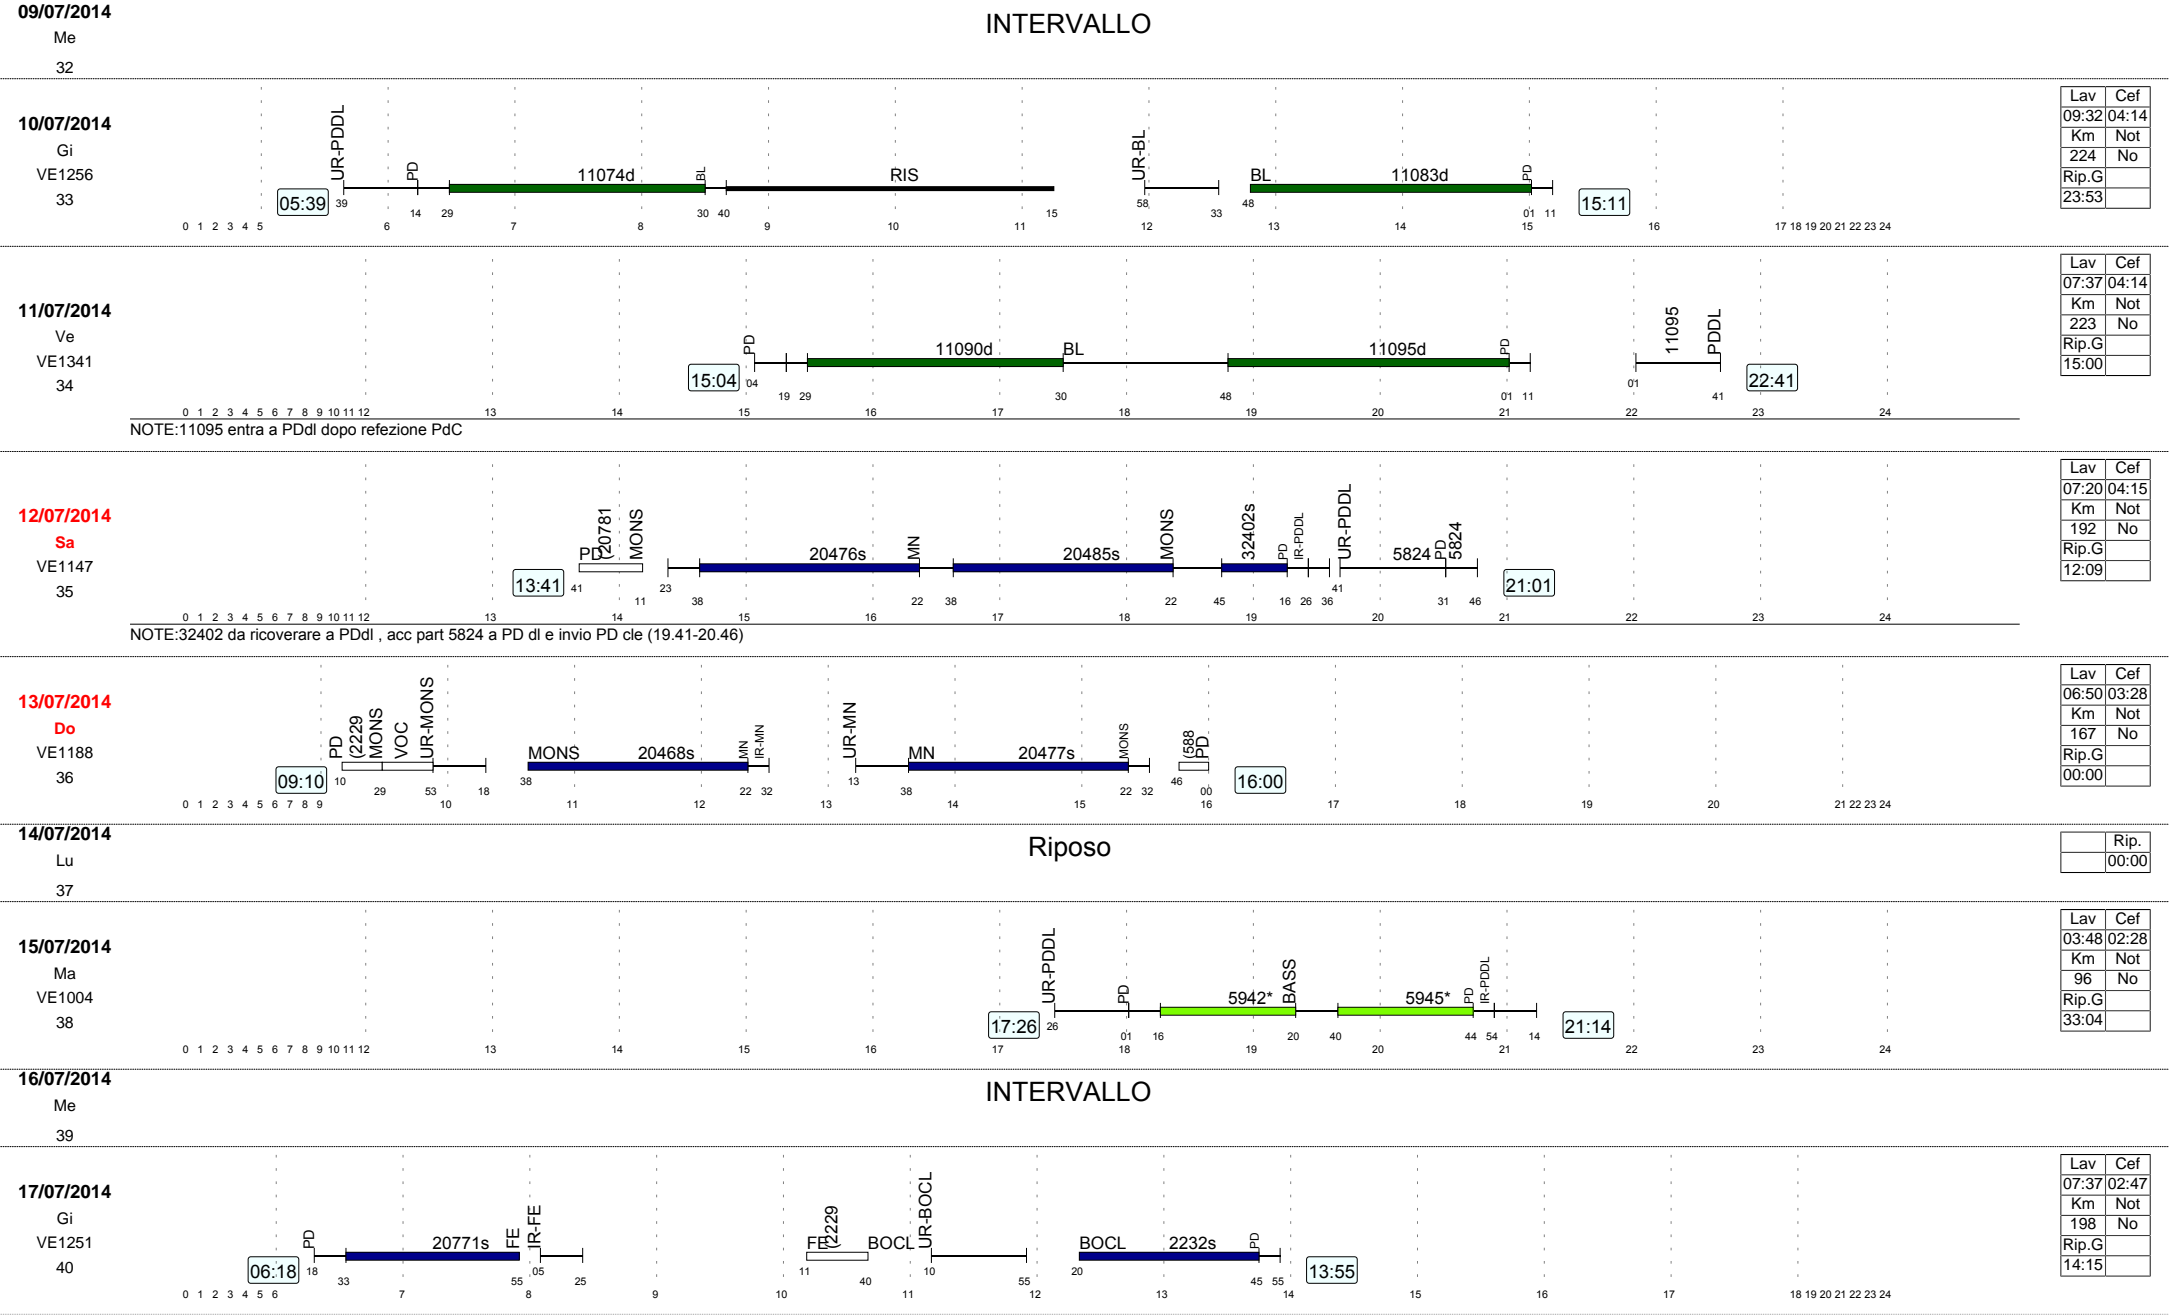 09/07/2014
Me
32
INTERVALLO
10/07/2014
Gi
VE1256
33
05:39
UR-PDDL PD 11074d BL RIS UR-BL BL 11083d PD
39 14 29 30 40 15 58 33 48 01 11
15:11
0 1 2 3 4 5 6 7 8 9 10 11 12 13 14 15 16 17 18 19 20 21 22 23 24
Lav Cef
09:32 04:14
Km Not
224 No
Rip.G
23:53
11/07/2014
Ve
VE1341
34
15:04
PD 11090d BL 11095d PD 11095 PDDL
04 19 29 30 48 01 11 01 41
22:41
0 1 2 3 4 5 6 7 8 9 10 11 12 13 14 15 16 17 18 19 20 21 22 23 24
NOTE:11095 entra a PDdl dopo refezione PdC
Lav Cef
07:37 04:14
Km Not
223 No
Rip.G
15:00
12/07/2014
Sa
VE1147
35
13:41
PD (20781 MONS 20476s MN 20485s MONS 32402s PD IR-PDDL UR-PDDL 5824 PD 5824
41 11 23 38 22 38 22 45 16 26 36 41 31 46
21:01
0 1 2 3 4 5 6 7 8 9 10 11 12 13 14 15 16 17 18 19 20 21 22 23 24
NOTE:32402 da ricoverare a PDdl , acc part 5824 a PD dl e invio PD cle (19.41-20.46)
Lav Cef
07:20 04:15
Km Not
192 No
Rip.G
12:09
13/07/2014
Do
VE1188
36
09:10
PD (2229 MONS VOC UR-MONS MONS 20468s MN IR-MN UR-MN MN 20477s MONS (588 PD
10 29 53 18 38 22 32 13 38 22 32 46 00
16:00
0 1 2 3 4 5 6 7 8 9 10 11 12 13 14 15 16 17 18 19 20 21 22 23 24
Lav Cef
06:50 03:28
Km Not
167 No
Rip.G
00:00
14/07/2014
Lu
37
Riposo
Rip.
00:00
15/07/2014
Ma
VE1004
38
17:26
UR-PDDL PD 5942* BASS 5945* PD IR-PDDL
26 01 16 20 40 44 54 14
21:14
0 1 2 3 4 5 6 7 8 9 10 11 12 13 14 15 16 17 18 19 20 21 22 23 24
Lav Cef
03:48 02:28
Km Not
96 No
Rip.G
33:04
16/07/2014
Me
39
INTERVALLO
17/07/2014
Gi
VE1251
40
06:18
PD 20771s FE IR-FE FE (2229 BOCL UR-BOCL BOCL 2232s PD
18 33 55 05 25 11 40 10 55 20 45 55
13:55
0 1 2 3 4 5 6 7 8 9 10 11 12 13 14 15 16 17 18 19 20 21 22 23 24
Lav Cef
07:37 02:47
Km Not
198 No
Rip.G
14:15